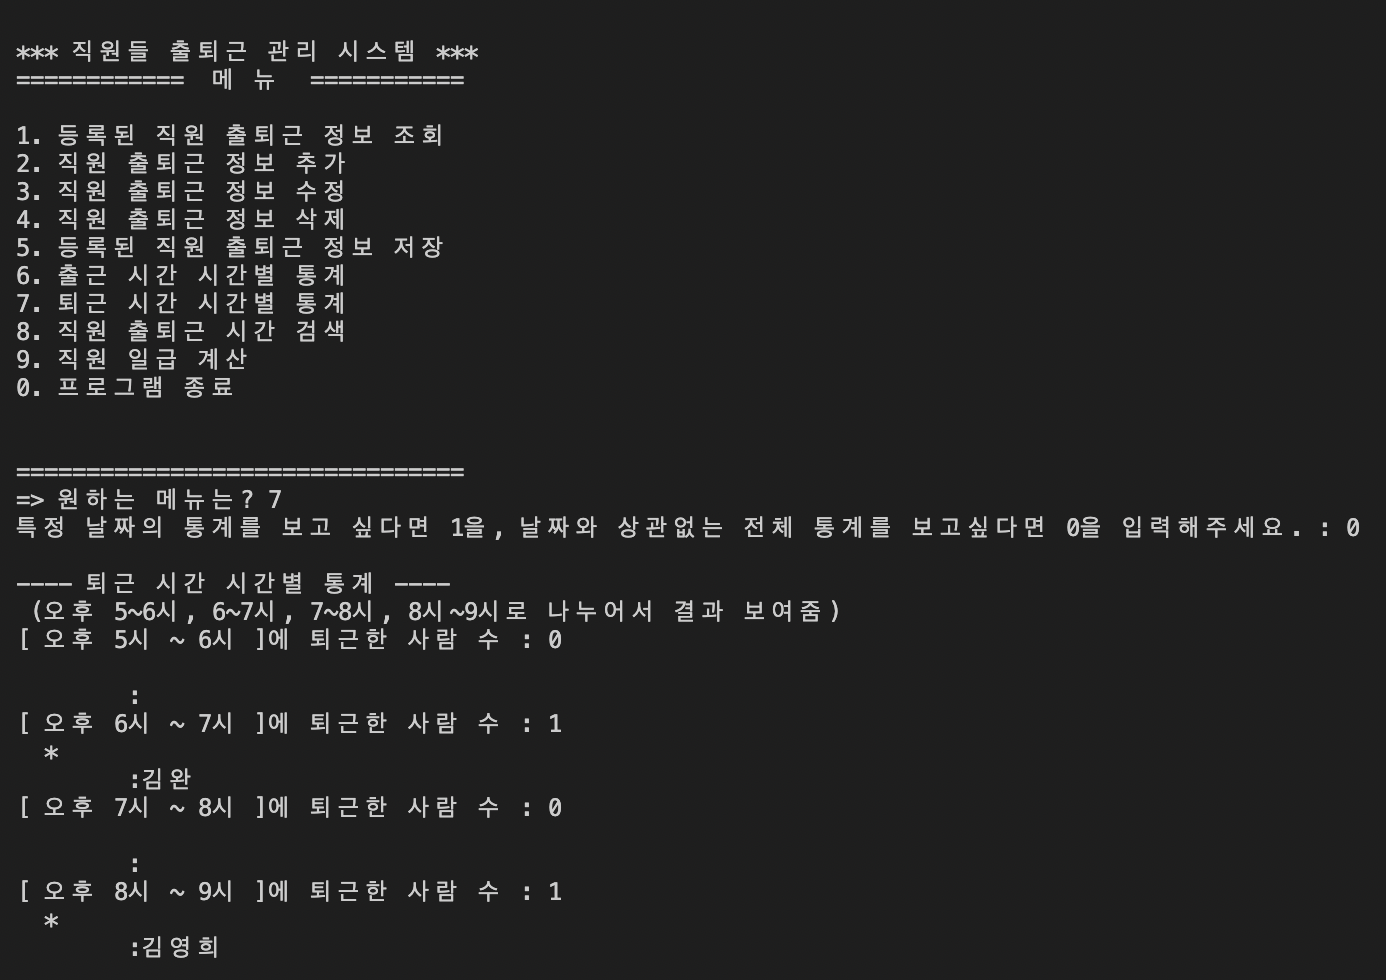 *** 직원들 출퇴근 관리 시스템 ***
============  메 뉴  ===========
1. 등록된 직원 출퇴근 정보 조회
2. 직원 출퇴근 정보 추가
3. 직원 출퇴근 정보 수정
4. 직원 출퇴근 정보 삭제
5. 등록된 직원 출퇴근 정보 저장
6. 출근 시간 시간별 통계
7. 퇴근 시간 시간별 통계
8. 직원 출퇴근 시간 검색
9. 직원 일급 계산
0. 프로그램 종료
================================
=> 원하는 메뉴는? 7
특정 날짜의 통계를 보고 싶다면 1을, 날짜와 상관없는 전체 통계를 보고싶다면 0을 입력해주세요. : 0
---- 퇴근 시간 시간별 통계 ----
(오후 5~6시, 6~7시, 7~8시, 8시~9시로 나누어서 결과 보여줌)
[ 오후 5시 ~ 6시 ]에 퇴근한 사람 수 : 0
:
[ 오후 6시 ~ 7시 ]에 퇴근한 사람 수 : 1
*
:김완
[ 오후 7시 ~ 8시 ]에 퇴근한 사람 수 : 0
:
[ 오후 8시 ~ 9시 ]에 퇴근한 사람 수 : 1
*
:김영희